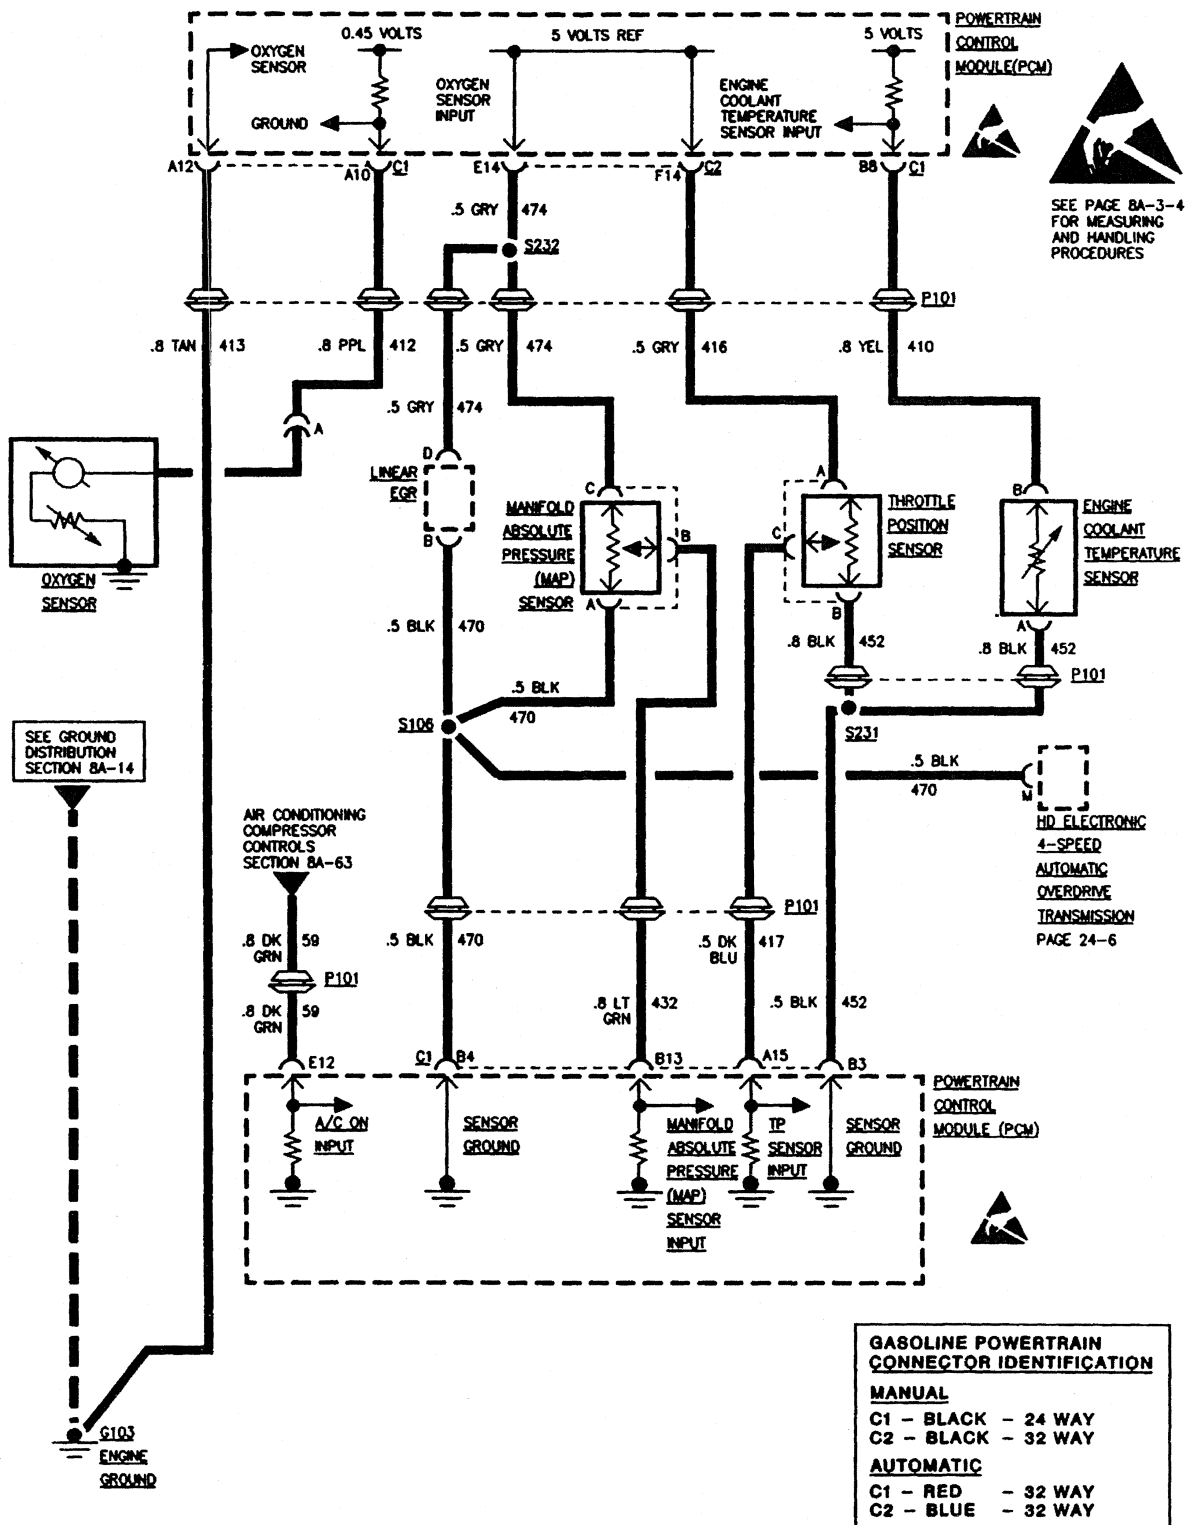 0.45 VOLTS
5 VOLTS REF
5 VOLTS
POWERTRAIN
CONTROL
MODULE(PCM)
OXYGEN
SENSOR
GROUND
OXYGEN
SENSOR
INPUT
ENGINE
COOLANT
TEMPERATURE
SENSOR INPUT
A12
A10
C1
E14
F14
C2
B8
C1
SEE PAGE 8A-3-4
FOR MEASURING
AND HANDLING
PROCEDURES
.5 GRY
474
S232
P101
.8 TAN
413
.8 PPL
412
.5 GRY
474
.5 GRY
416
.8 YEL
410
.5 GRY
474
A
D
LINEAR
EGR
B
C
MANIFOLD
ABSOLUTE
PRESSURE
(MAP)
SENSOR
B
A
A
THROTTLE
POSITION
SENSOR
C
B
B
ENGINE
COOLANT
TEMPERATURE
SENSOR
A
OXYGEN
SENSOR
.5 BLK
470
.8 BLK
452
.8 BLK
452
P101
.5 BLK
470
S106
S231
.5 BLK
470
M
SEE GROUND
DISTRIBUTION
SECTION 8A-14
AIR CONDITIONING
COMPRESSOR
CONTROLS
SECTION 8A-63
HD ELECTRONIC
4-SPEED
AUTOMATIC
OVERDRIVE
TRANSMISSION
PAGE 24-6
P101
.8 DK
GRN
59
P101
.8 DK
GRN
59
.5 BLK
470
.5 DK
BLU
417
.8 LT
GRN
432
.5 BLK
452
E12
C1
B4
B13
A15
B3
POWERTRAIN
CONTROL
MODULE (PCM)
A/C ON
INPUT
SENSOR
GROUND
MANIFOLD
ABSOLUTE
PRESSURE
(MAP)
SENSOR
INPUT
TP
SENSOR
INPUT
SENSOR
GROUND
G103
ENGINE
GROUND
GASOLINE POWERTRAIN
CONNECTOR IDENTIFICATION
MANUAL
C1 - BLACK - 24 WAY
C2 - BLACK - 32 WAY
AUTOMATIC
C1 - RED - 32 WAY
C2 - BLUE - 32 WAY